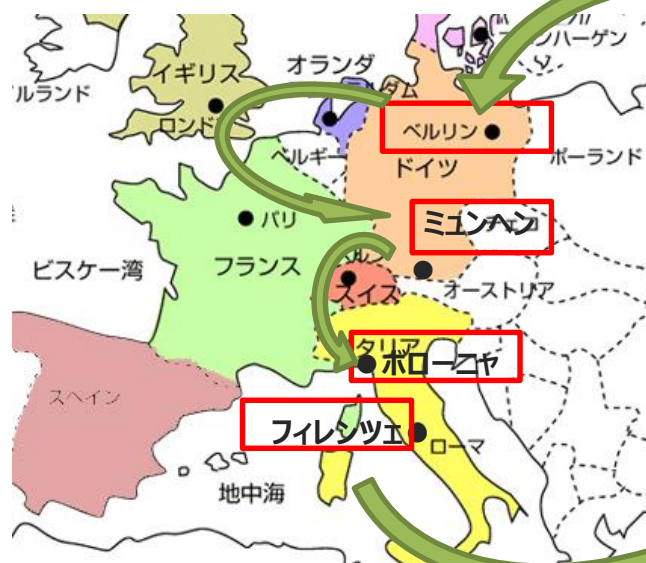 ンハーゲン
イギリス
オランダ
ルランド
ダム
ロンド
ベルリン
ベルギー
ドイツ
ポーランド
パリ
ミュンヘン
ビスケー湾
フランス
スイス
オーストリア
タリア
ボローニャ
スペイン
フィレンツェ
ローマ
地中海